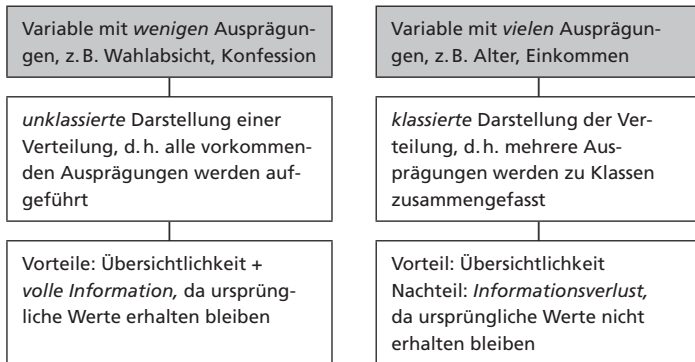 Variable mit wenigen Ausprägun-
gen, z. B. Wahlabsicht, Konfession
unklassierte Darstellung einer
Verteilung, d. h. alle vorkommen-
den Ausprägungen werden auf-
geführt
Vorteile: Übersichtlichkeit +
volle Information, da ursprüng-
liche Werte erhalten bleiben
Variable mit vielen Ausprägun-
gen, z. B. Alter, Einkommen
klassierte Darstellung der Ver-
teilung, d. h. mehrere Aus-
prägungen werden zu Klassen
zusammengefasst
Vorteil: Übersichtlichkeit
Nachteil: Informationsverlust,
da ursprüngliche Werte nicht
erhalten bleiben